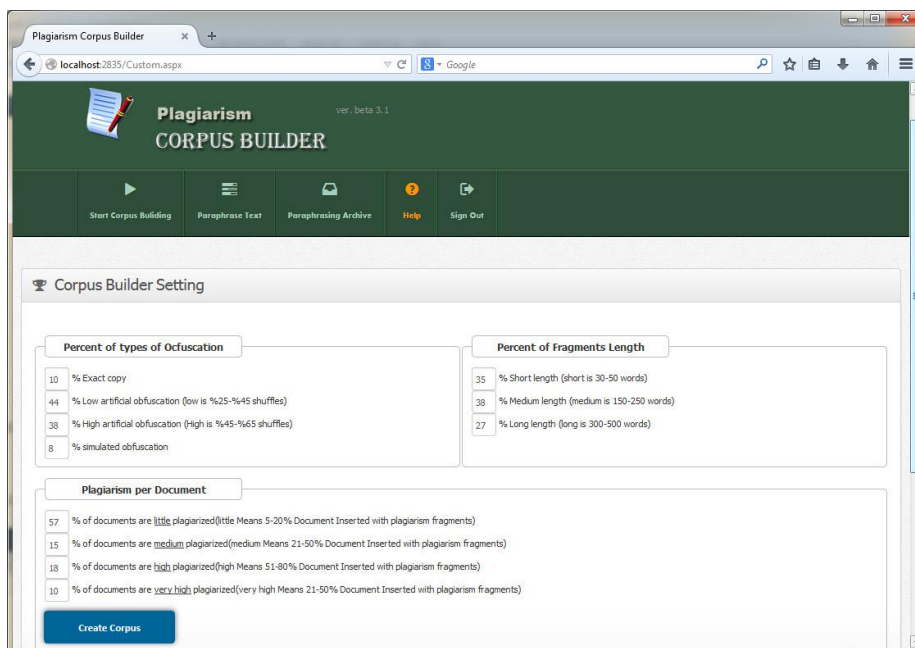 Plagiarism Corpus Builder
localhost:2835/Custom.aspx
Google
Plagiarism
ver. beta 3.1
CORPUS BUILDER
Start Corpus Buliding
Paraphrase Text
Paraphrasing Archive
Help
Sign Out
Corpus Builder Setting
Percent of types of Ocfuscation
10 % Exact copy
44 % Low artificial obfuscation (low is %25-%45 shuffles)
38 % High artificial obfuscation (High is %45-%65 shuffles)
8 % simulated obfuscation
Percent of Fragments Length
35 % Short length (short is 30-50 words)
38 % Medium length (medium is 150-250 words)
27 % Long length (long is 300-500 words)
Plagiarism per Document
57 % of documents are little plagiarized(little Means 5-20% Document Inserted with plagiarism fragments)
15 % of documents are medium plagiarized(medium Means 21-50% Document Inserted with plagiarism fragments)
18 % of documents are high plagiarized(high Means 51-80% Document Inserted with plagiarism fragments)
10 % of documents are very high plagiarized(very high Means 21-50% Document Inserted with plagiarism fragments)
Create Corpus